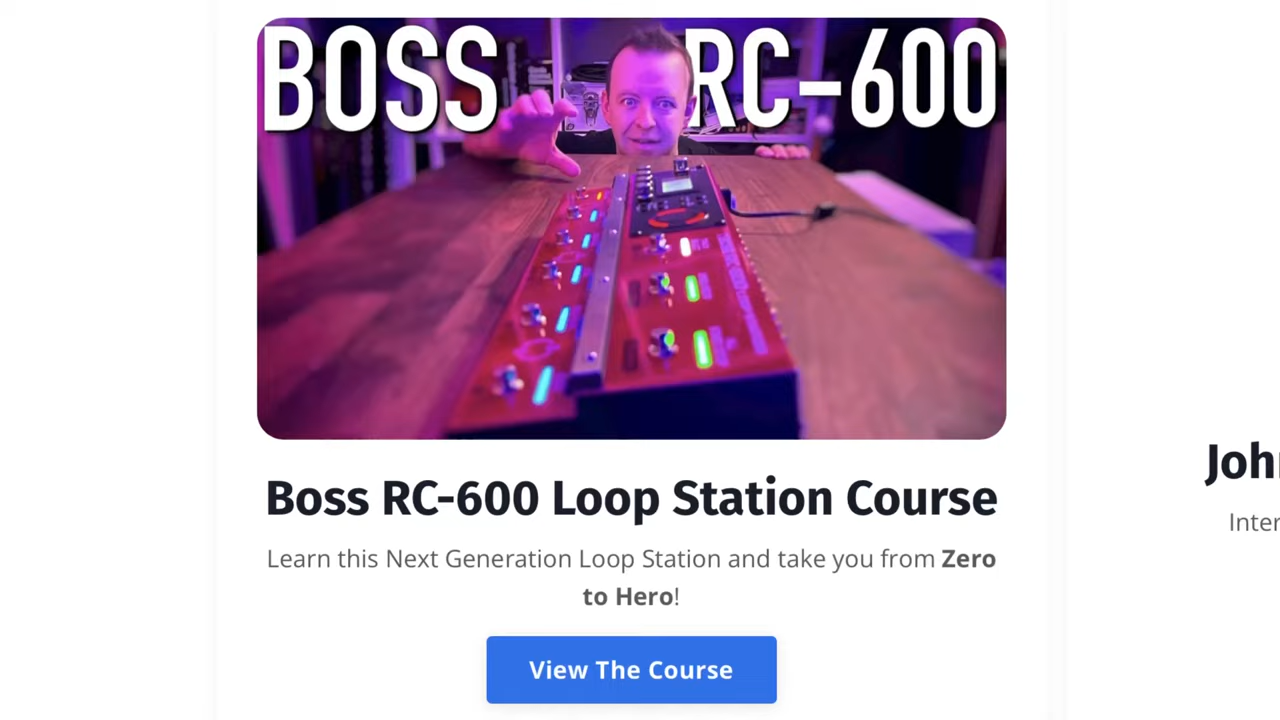 BOSS RC-600
Boss RC-600 Loop Station Course
Learn this Next Generation Loop Station and take you from Zero
to Hero!
View The Course